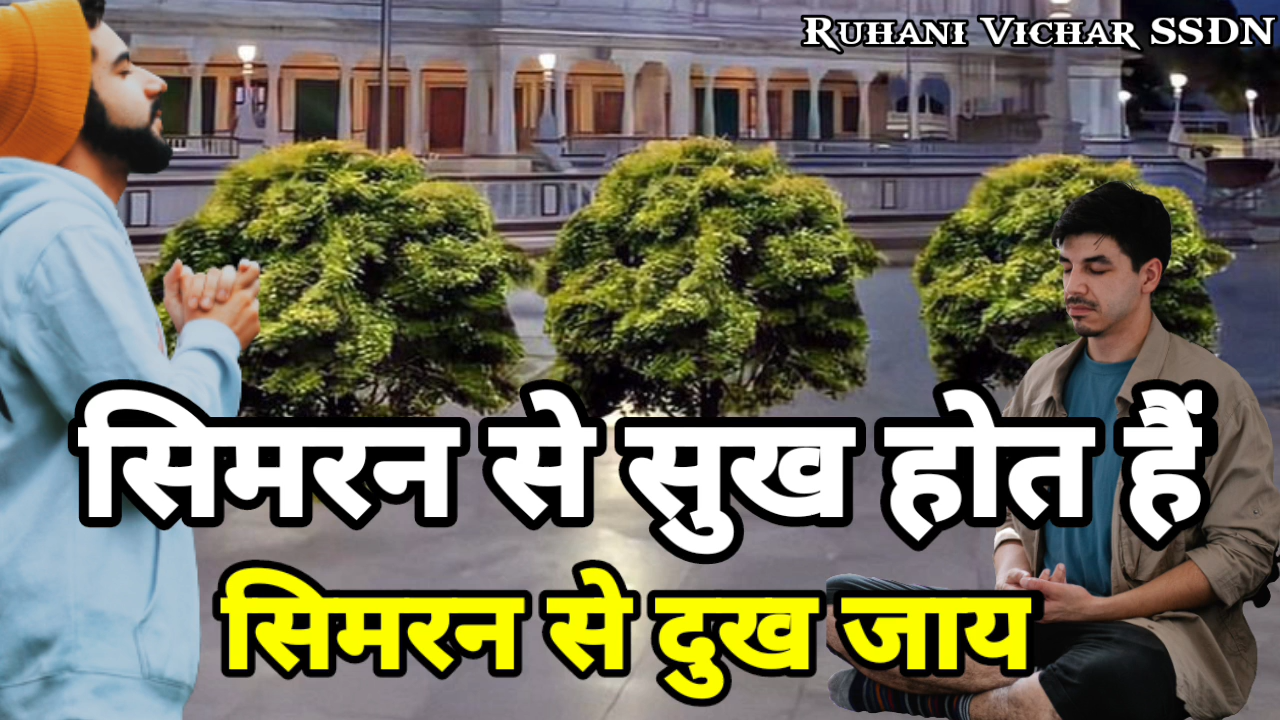 RUHANI VICHAR SSDN
सिमरन से सुख होत हैं
सिमरन से दुख जाय